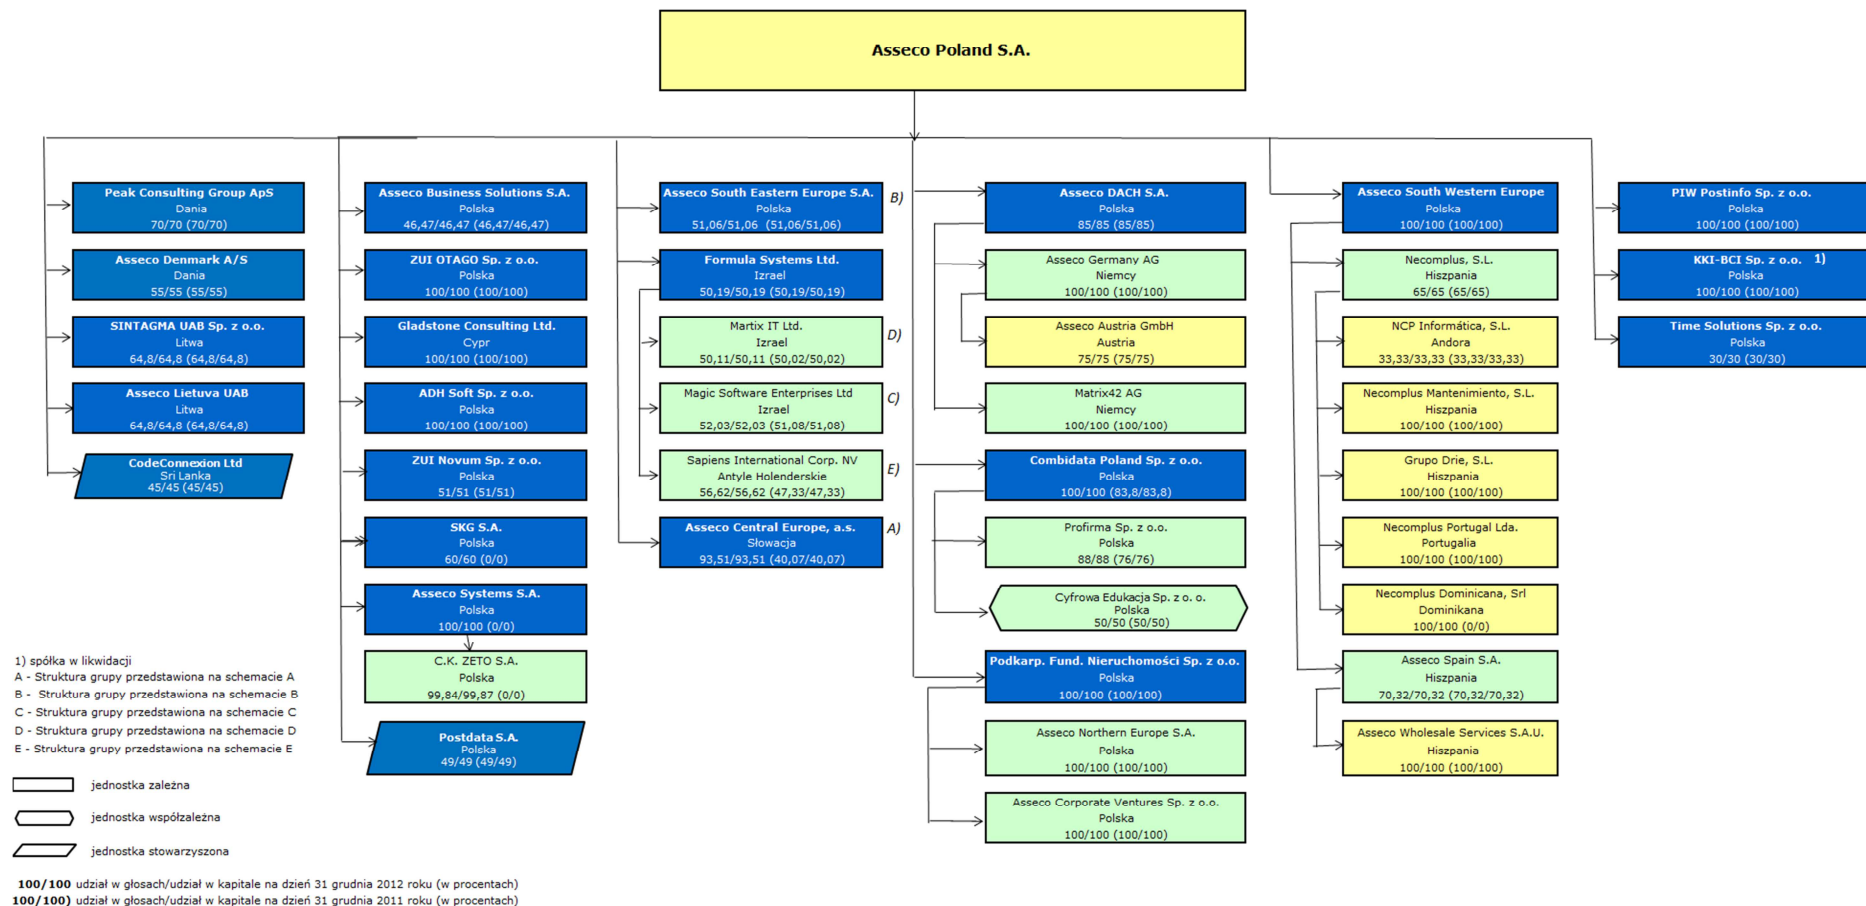 Asseco Poland S.A.
Peak Consulting Group ApS
Dania
70/70 (70/70)
Asseco Denmark A/S
Dania
55/55 (55/55)
SINTAGMA UAB Sp. z o.o.
Litwa
64,8/64,8 (64,8/64,8)
Asseco Lietuva UAB
Litwa
64,8/64,8 (64,8/64,8)
CodeConnexion Ltd
Sri Lanka
45/45 (45/45)
Asseco Business Solutions S.A.
Polska
46,47/46,47 (46,47/46,47)
ZUI OTAGO Sp. z o.o.
Polska
100/100 (100/100)
Gladstone Consulting Ltd.
Cypr
100/100 (100/100)
ADH Soft Sp. z o.o.
Polska
100/100 (100/100)
ZUI Novum Sp. z o.o.
Polska
51/51 (51/51)
SKG S.A.
Polska
60/60 (0/0)
Asseco Systems S.A.
Polska
100/100 (0/0)
C.K. ZETO S.A.
Polska
99,84/99,87 (0/0)
Postdata S.A.
Polska
49/49 (49/49)
Asseco South Eastern Europe S.A.
Polska
51,06/51,06 (51,06/51,06)
B)
Formula Systems Ltd.
Izrael
50,19/50,19 (50,19/50,19)
Martix IT Ltd.
Izrael
50,11/50,11 (50,02/50,02)
D)
Magic Software Enterprises Ltd
Izrael
52,03/52,03 (51,08/51,08)
C)
Sapiens International Corp. NV
Antyle Holenderskie
56,62/56,62 (47,33/47,33)
E)
Asseco Central Europe, a.s.
Słowacja
93,51/93,51 (40,07/40,07)
A)
Asseco DACH S.A.
Polska
85/85 (85/85)
Asseco Germany AG
Niemcy
100/100 (100/100)
Asseco Austria GmbH
Austria
75/75 (75/75)
Matrix42 AG
Niemcy
100/100 (100/100)
Combidata Poland Sp. z o.o.
Polska
100/100 (83,8/83,8)
Profirma Sp. z o.o.
Polska
88/88 (76/76)
Cyfrowa Edukacja Sp. z o. o.
Polska
50/50 (50/50)
Podkarp. Fund. Nieruchomości Sp. z o.o.
Polska
100/100 (100/100)
Asseco Northern Europe S.A.
Polska
100/100 (100/100)
Asseco Corporate Ventures Sp. z o.o.
Polska
100/100 (100/100)
Asseco South Western Europe
Polska
100/100 (100/100)
Necomplus, S.L.
Hiszpania
65/65 (65/65)
NCP Informática, S.L.
Andora
33,33/33,33 (33,33/33,33)
Necomplus Mantenimiento, S.L.
Hiszpania
100/100 (100/100)
Grupo Drie, S.L.
Hiszpania
100/100 (100/100)
Necomplus Portugal Lda.
Portugalia
100/100 (100/100)
Necomplus Dominicana, Srl
Dominikana
100/100 (0/0)
Asseco Spain S.A.
Hiszpania
70,32/70,32 (70,32/70,32)
Asseco Wholesale Services S.A.U.
Hiszpania
100/100 (100/100)
PIW Postinfo Sp. z o.o.
Polska
100/100 (100/100)
KKI-BCI Sp. z o.o. 1)
Polska
100/100 (100/100)
Time Solutions Sp. z o.o.
Polska
30/30 (30/30)
1) spółka w likwidacji
A - Struktura grupy przedstawiona na schemacie A
B - Struktura grupy przedstawiona na schemacie B
C - Struktura grupy przedstawiona na schemacie C
D - Struktura grupy przedstawiona na schemacie D
E - Struktura grupy przedstawiona na schemacie E
jednostka zależna
jednostka współzależna
jednostka stowarzyszona
100/100 udział w głosach/udział w kapitale na dzień 31 grudnia 2012 roku (w procentach)
100/100) udział w głosach/udział w kapitale na dzień 31 grudnia 2011 roku (w procentach)